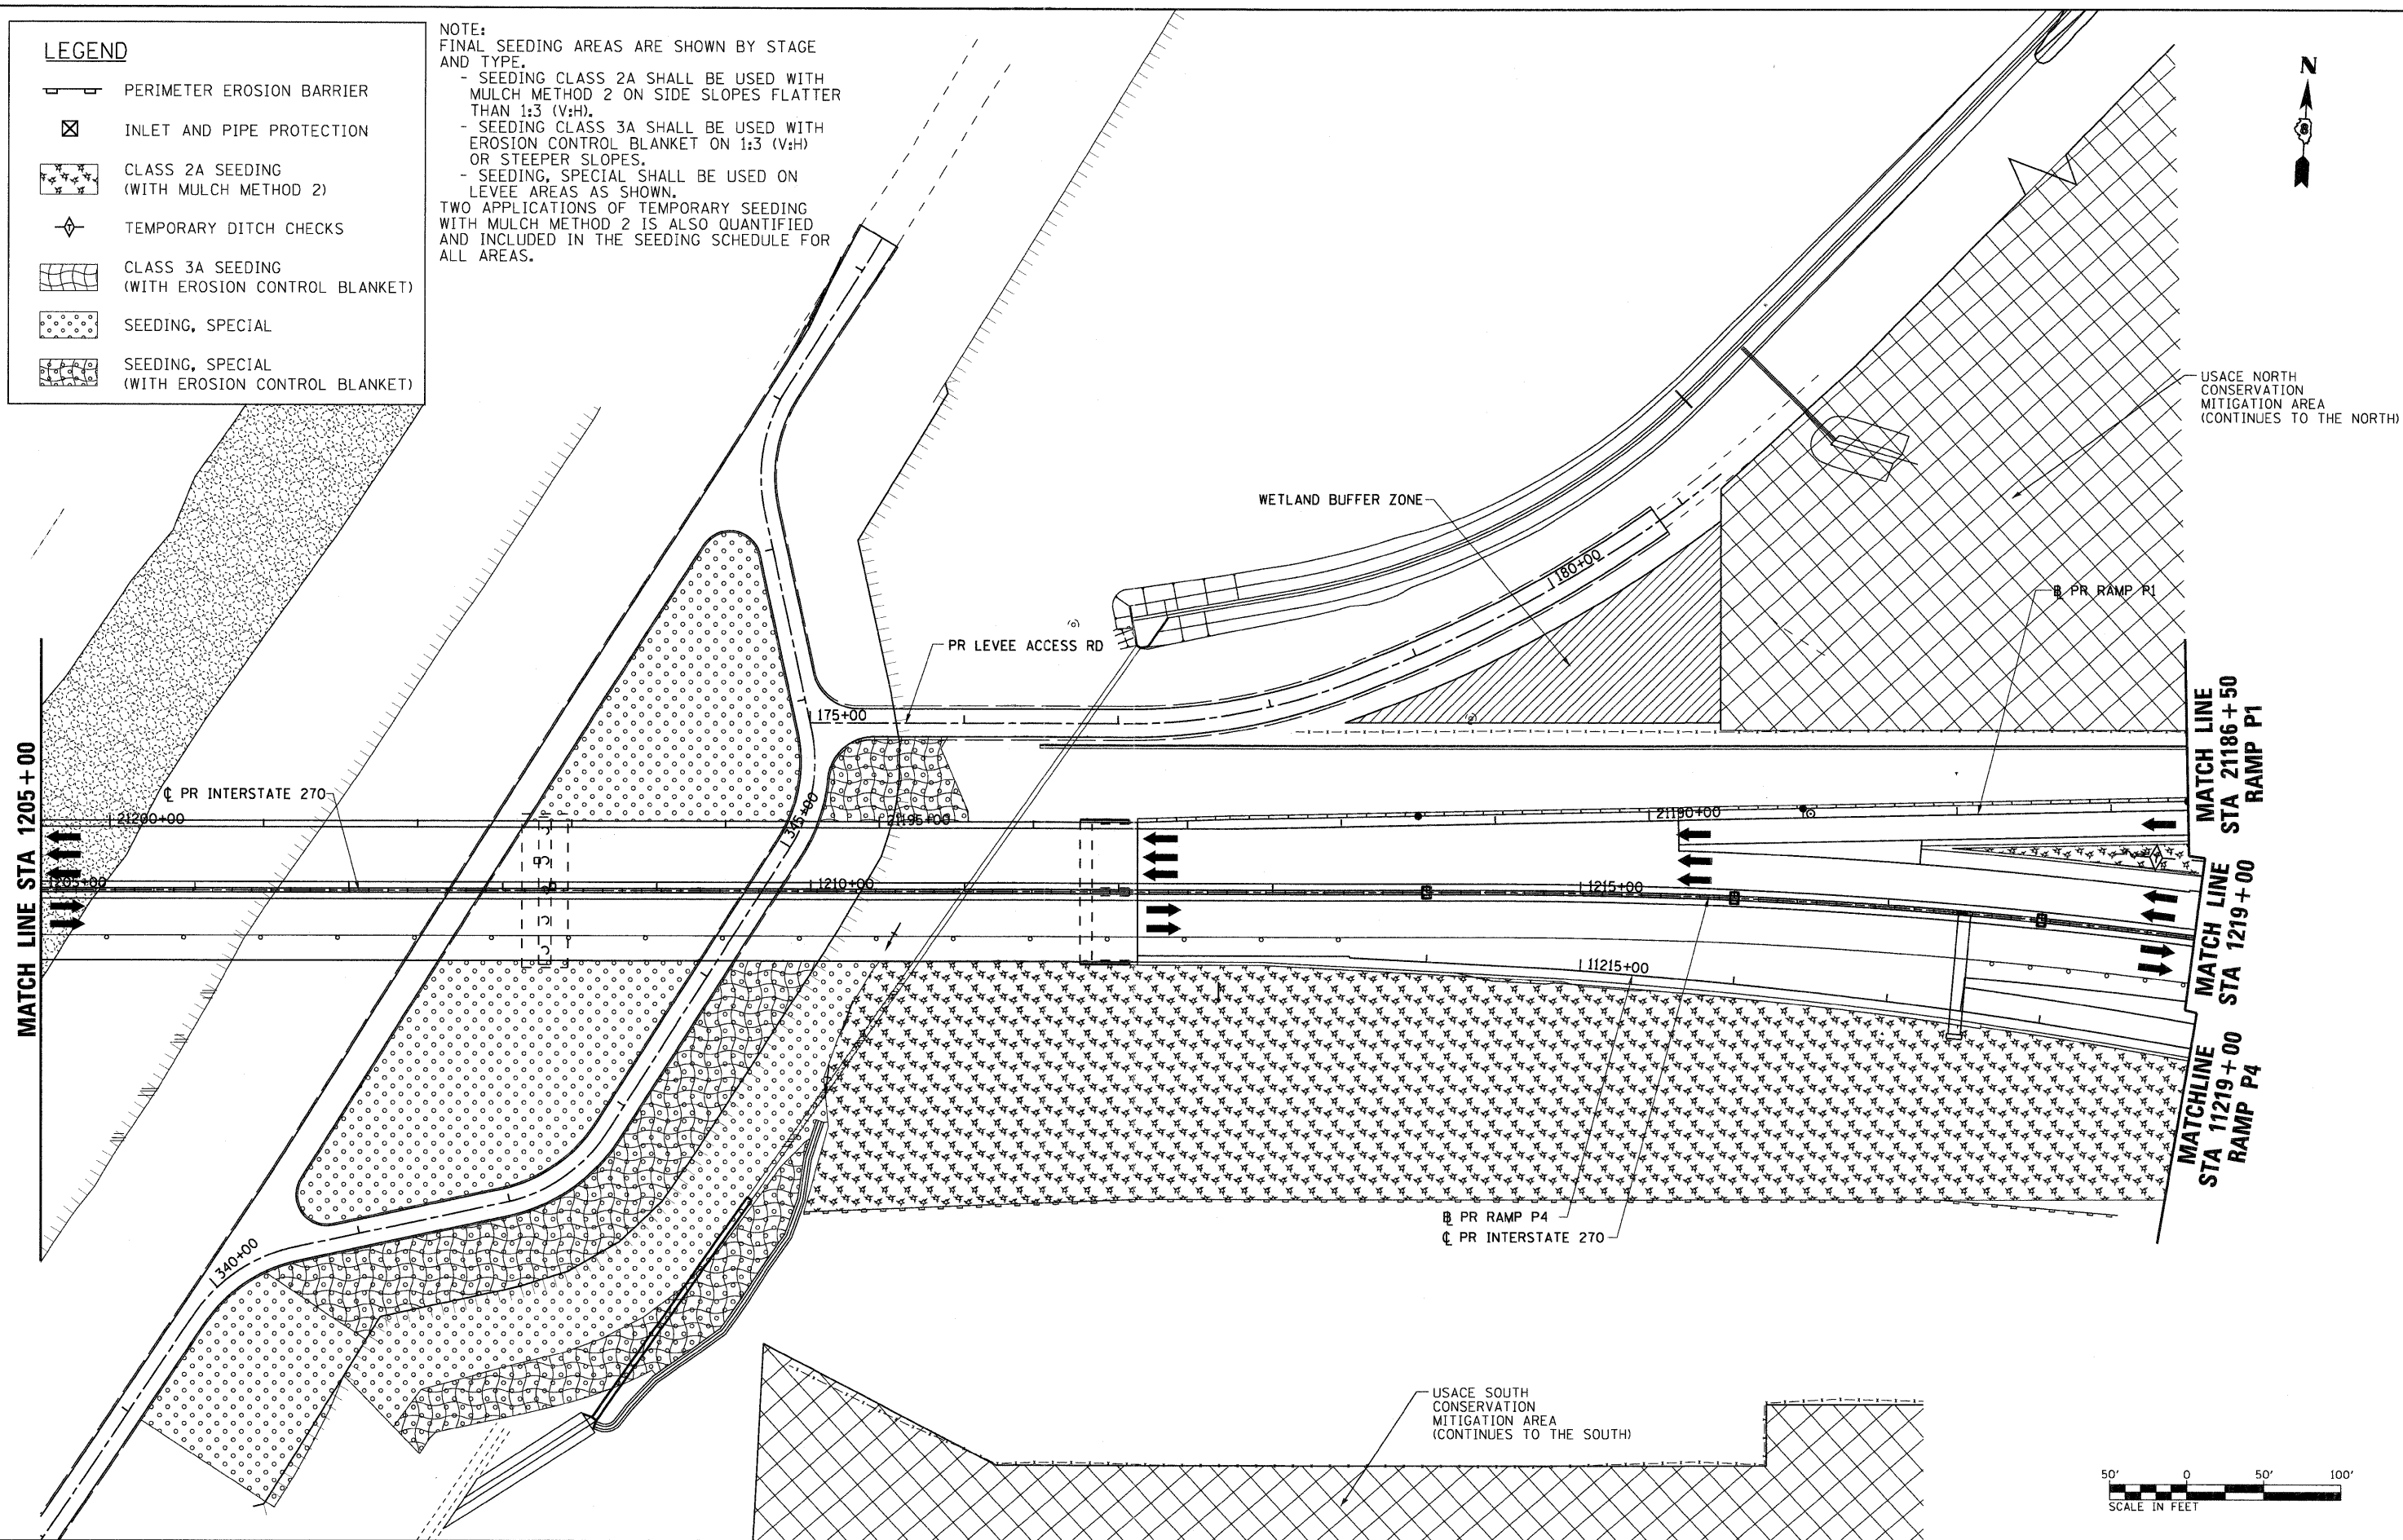 LEGEND
PERIMETER EROSION BARRIER
INLET AND PIPE PROTECTION
CLASS 2A SEEDING
(WITH MULCH METHOD 2)
TEMPORARY DITCH CHECKS
CLASS 3A SEEDING
(WITH EROSION CONTROL BLANKET)
SEEDING, SPECIAL
SEEDING, SPECIAL
(WITH EROSION CONTROL BLANKET)
NOTE:
FINAL SEEDING AREAS ARE SHOWN BY STAGE
AND TYPE.
- SEEDING CLASS 2A SHALL BE USED WITH
MULCH METHOD 2 ON SIDE SLOPES FLATTER
THAN 1:3 (V:H).
- SEEDING CLASS 3A SHALL BE USED WITH
EROSION CONTROL BLANKET ON 1:3 (V:H)
OR STEEPER SLOPES.
- SEEDING, SPECIAL SHALL BE USED ON
LEVEE AREAS AS SHOWN.
TWO APPLICATIONS OF TEMPORARY SEEDING
WITH MULCH METHOD 2 IS ALSO QUANTIFIED
AND INCLUDED IN THE SEEDING SCHEDULE FOR
ALL AREAS.
N
USACE NORTH
CONSERVATION
MITIGATION AREA
(CONTINUES TO THE NORTH)
WETLAND BUFFER ZONE
180+00
℄ PR RAMP P1
PR LEVEE ACCESS RD
175+00
MATCH LINE
STA 21186+50
RAMP P1
MATCH LINE STA 1205+00
℄ PR INTERSTATE 270
21200+00
345+00
21195+00
21190+00
1205+00
1210+00
1215+00
MATCH LINE
STA 1219+00
11215+00
MATCHLINE
STA 1219+00
RAMP P4
℄ PR RAMP P4
℄ PR INTERSTATE 270
340+00
USACE SOUTH
CONSERVATION
MITIGATION AREA
(CONTINUES TO THE SOUTH)
50' 0 50' 100'
SCALE IN FEET